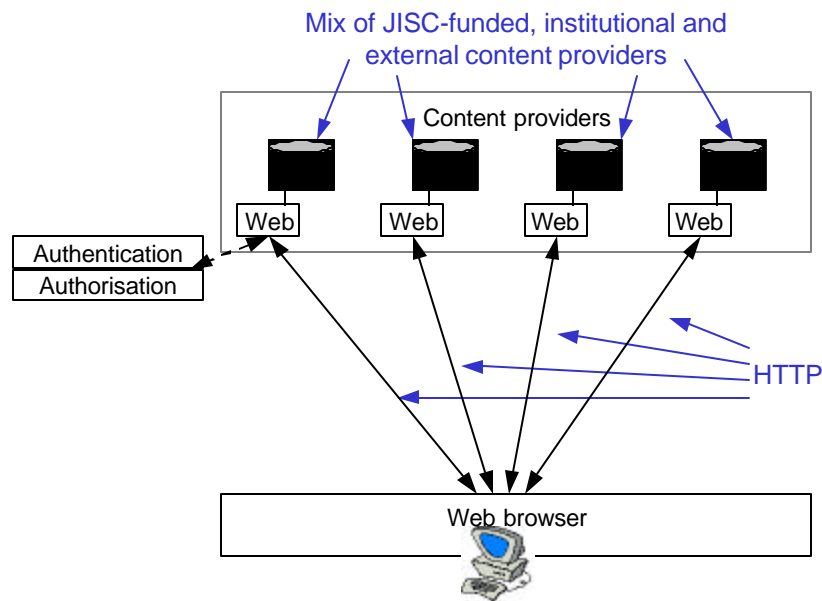 Mix of JISC-funded, institutional and
external content providers
Content providers
Web
Web
Web
Web
Authentication
Authorisation
HTTP
Web browser